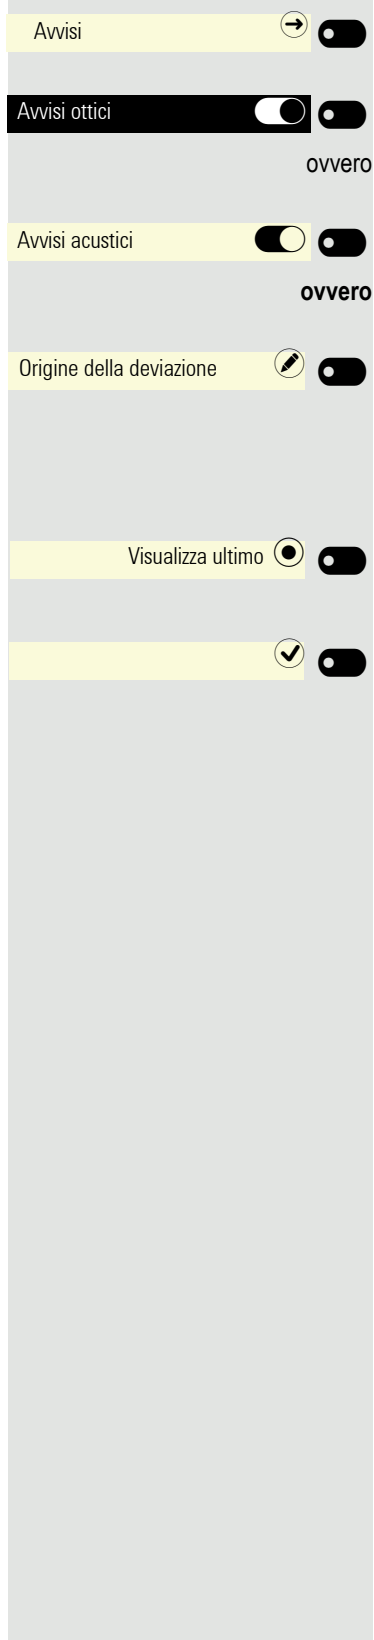 Avvisi
Avvisi ottici
ovvero
Avvisi acustici
ovvero
Origine della deviazione
Visualizza ultimo